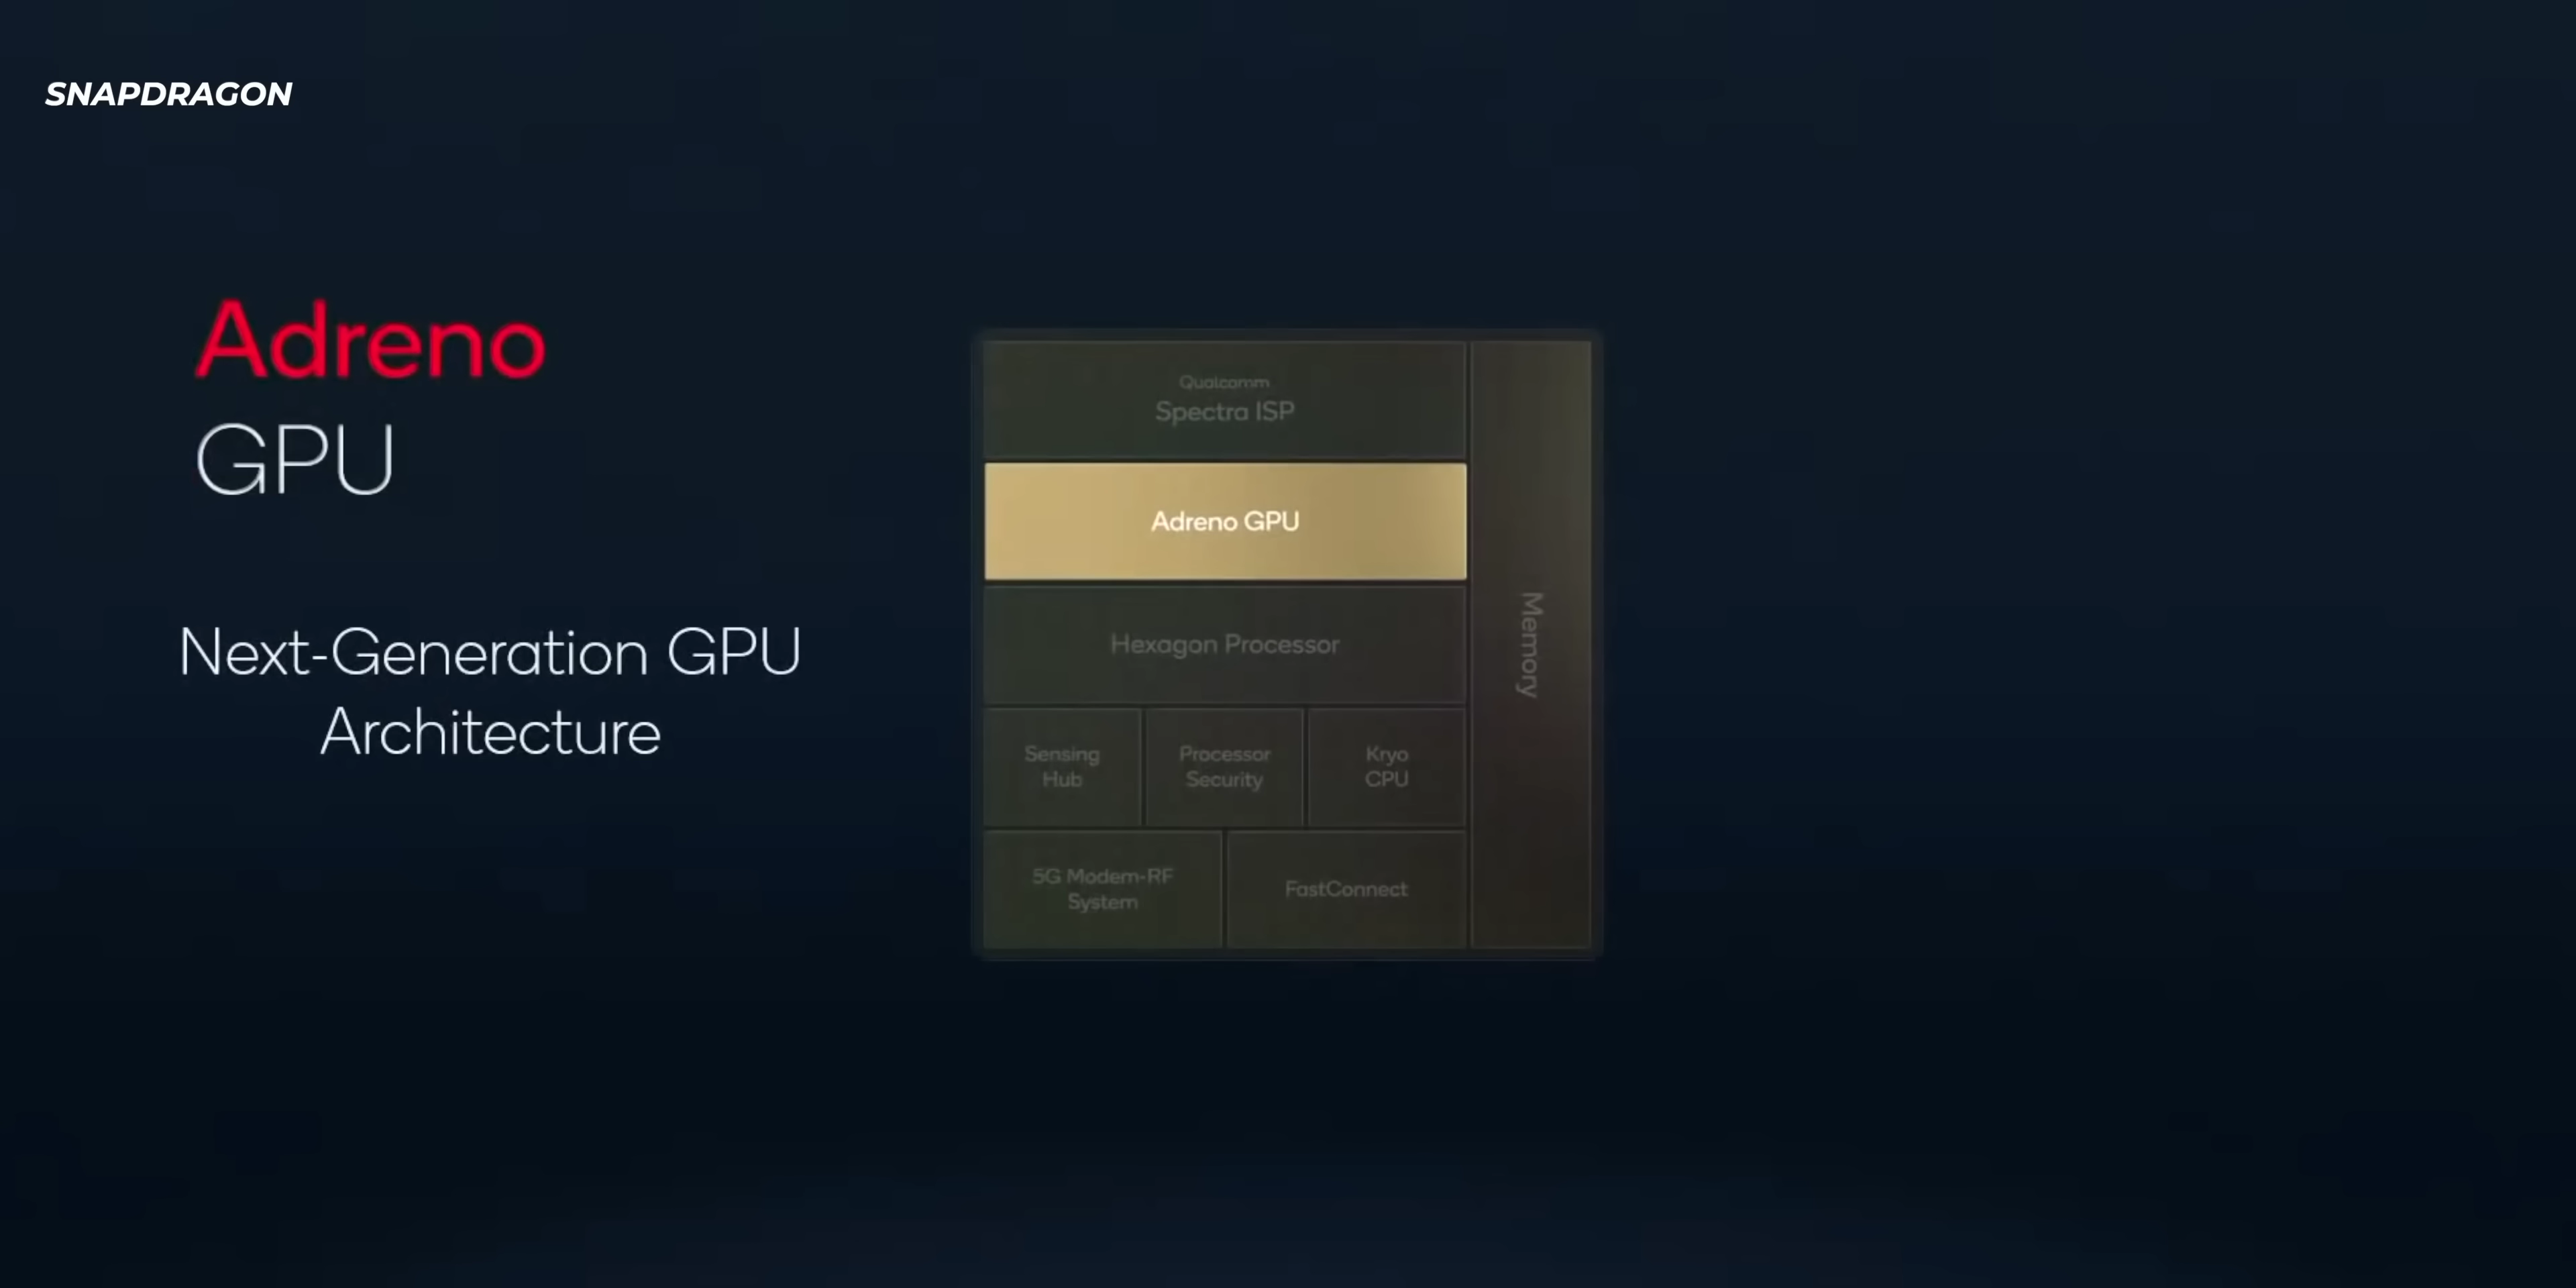 SNAPDRAGON
Adreno
GPU
Next-Generation GPU
Architecture
Qualcomm
Spectra ISP
Adreno GPU
Hexagon Processor
Sensing
Hub
Processor
Security
Kryo
CPU
5G Modem-RF
System
FastConnect
Memory